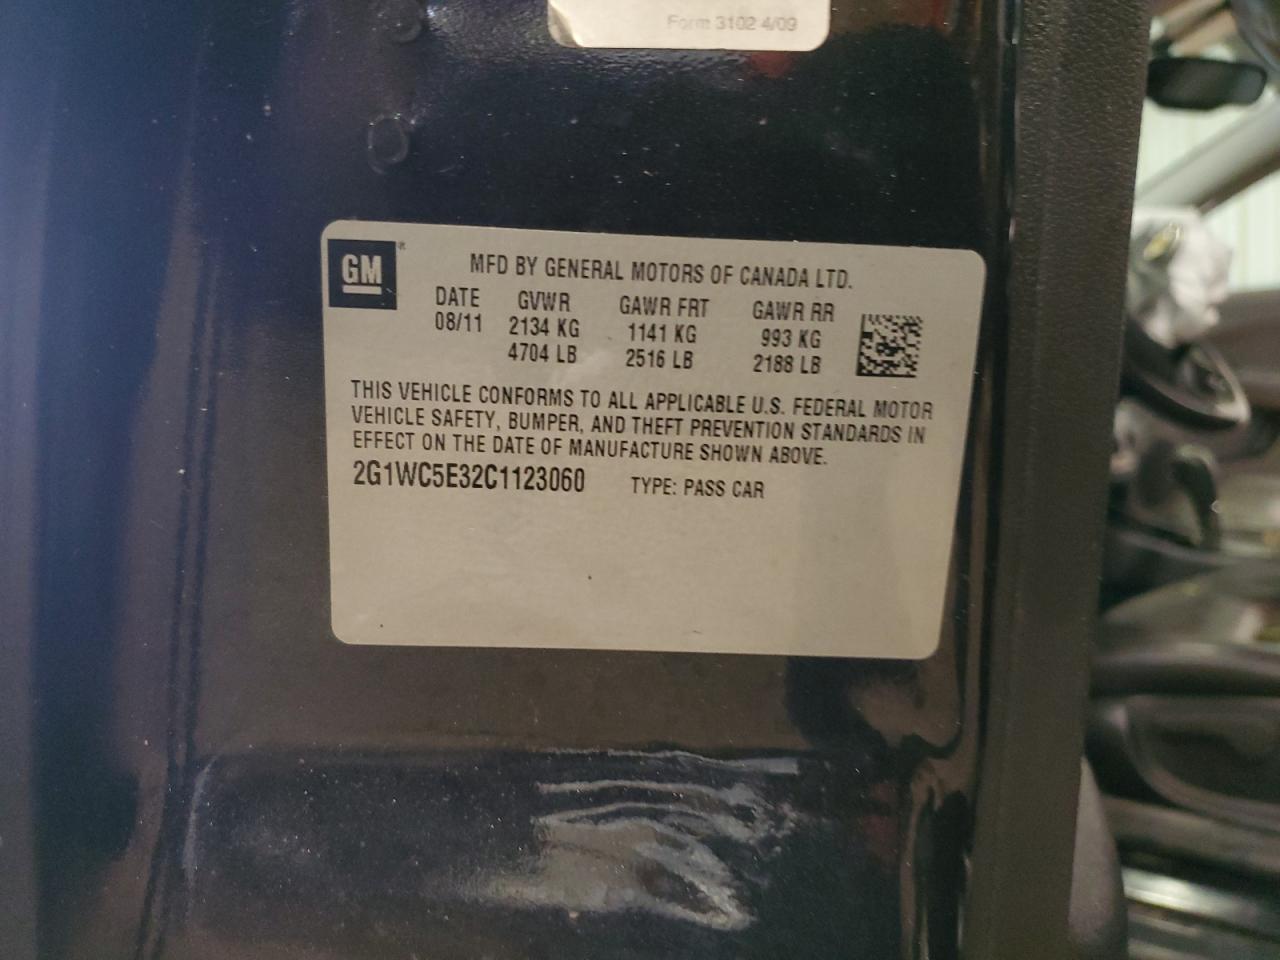 Form 3102 4/09
GM®
MFD BY GENERAL MOTORS OF CANADA LTD.
DATE GVWR GAWR FRT GAWR RR
08/11 2134 KG 1141 KG 993 KG
4704 LB 2516 LB 2188 LB
THIS VEHICLE CONFORMS TO ALL APPLICABLE U.S. FEDERAL MOTOR
VEHICLE SAFETY, BUMPER, AND THEFT PREVENTION STANDARDS IN
EFFECT ON THE DATE OF MANUFACTURE SHOWN ABOVE.
2G1WC5E32C1123060 TYPE: PASS CAR